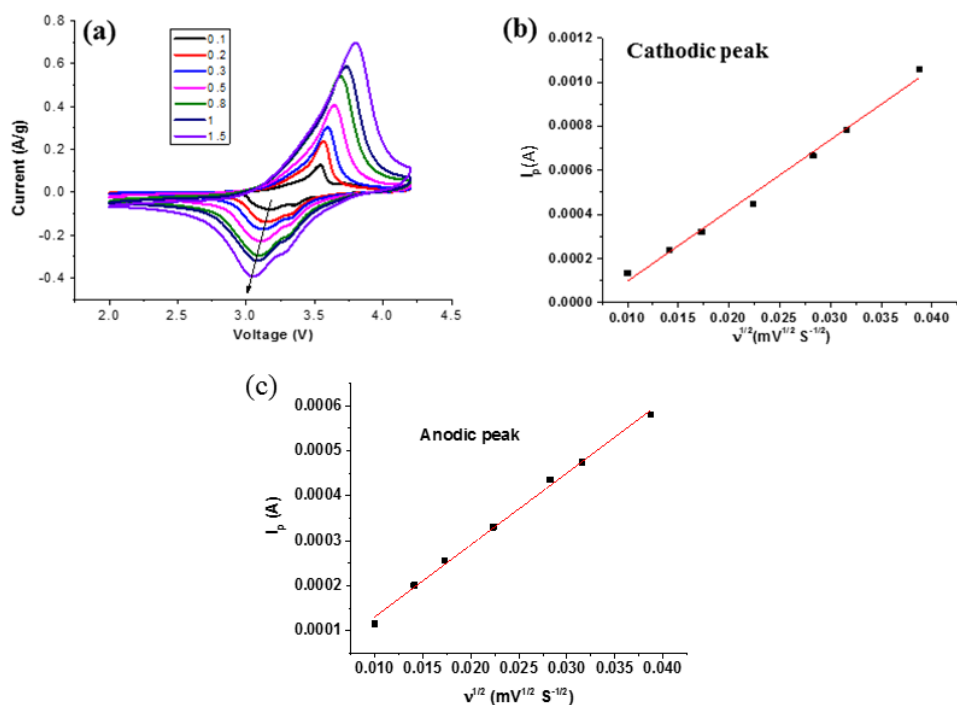 (a)
0.1
0.2
0.3
0.5
0.8
1
1.5
0.8
0.6
0.4
0.2
0.0
-0.2
-0.4
Current (A/g)
2.0 2.5 3.0 3.5 4.0 4.5
Voltage (V)
(b)
Cathodic peak
0.0012
0.0010
0.0008
0.0006
0.0004
0.0002
0.0000
Ip(A)
0.010 0.015 0.020 0.025 0.030 0.035 0.040
ν1/2(mV1/2 S-1/2)
(c)
Anodic peak
0.0006
0.0005
0.0004
0.0003
0.0002
0.0001
Ip (A)
0.010 0.015 0.020 0.025 0.030 0.035 0.040
ν1/2 (mV1/2 S-1/2)